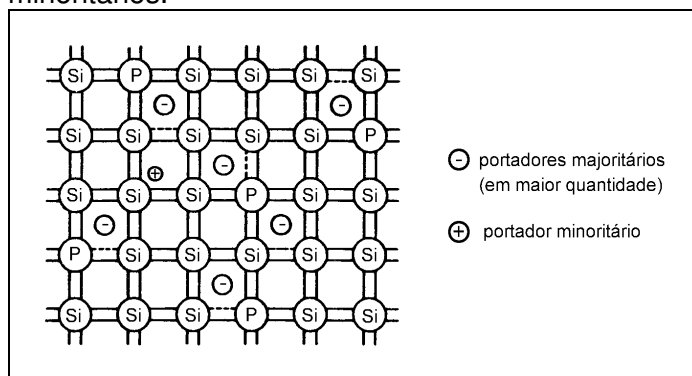 minoritários.
Si P Si Si Si Si
- -
Si Si Si Si Si P
+ -
Si Si Si P Si Si
- -
P Si Si Si Si Si
-
Si Si Si P Si Si
- portadores majoritários
(em maior quantidade)
+ portador minoritário